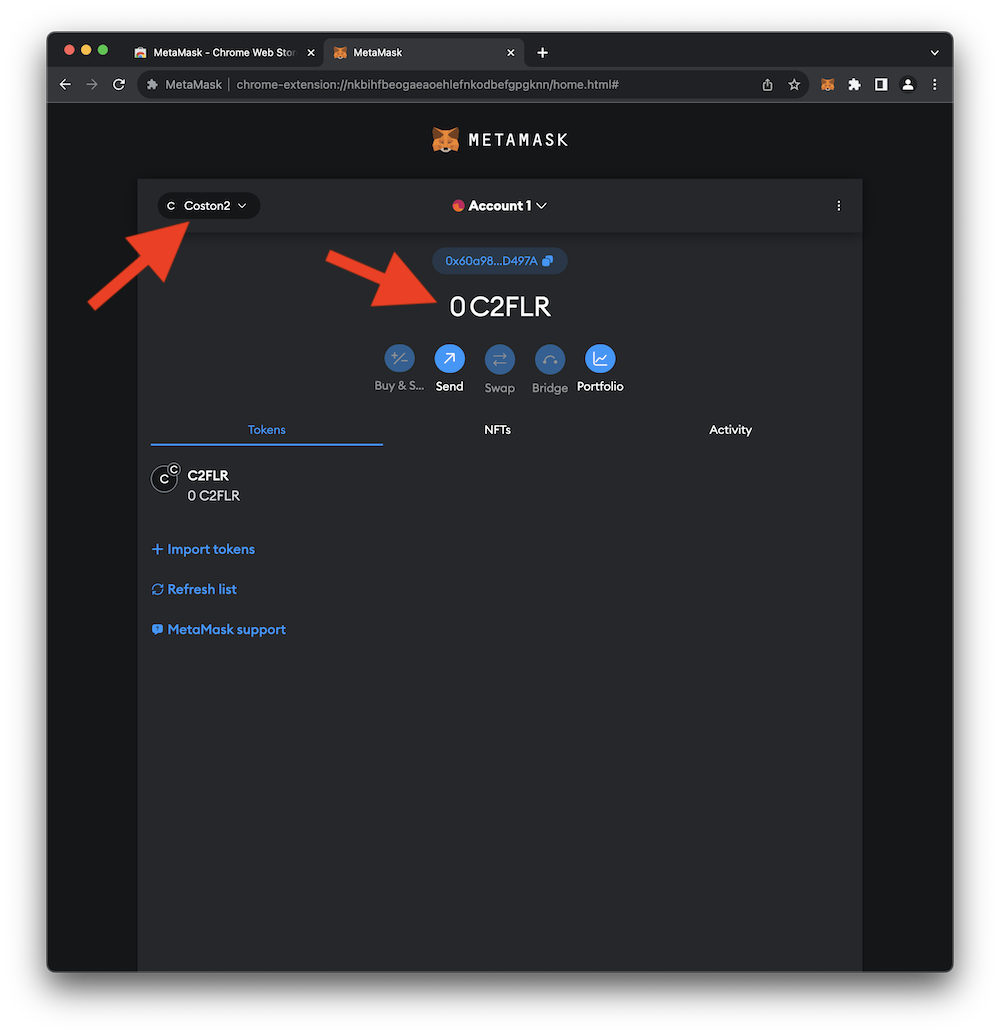 MetaMask - Chrome Web Stor
MetaMask
MetaMask
chrome-extension://nkbihfbeogaeaoehlefnkodbefgpgknn/home.html#
METAMASK
C Coston2
Account 1
0x60a98...D497A
0 C2FLR
Buy & S...
Send
Swap
Bridge
Portfolio
Tokens
NFTs
Activity
C
C
C2FLR
0 C2FLR
Import tokens
Refresh list
MetaMask support